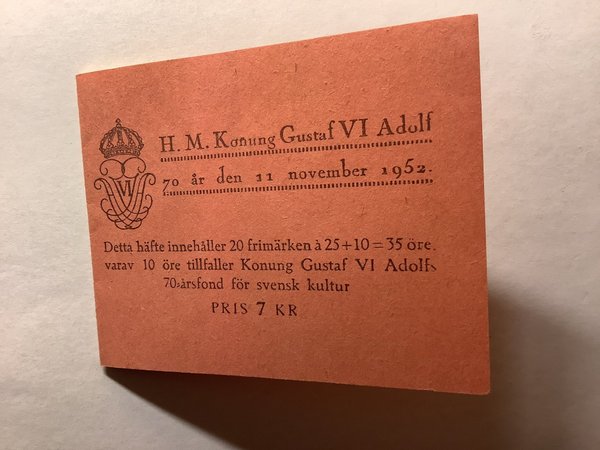 H. M. Konung Gustaf VI Adolf
70 år den 11 november 1952.
VI
Detta häfte innehåller 20 frimärken à 25+10=35 öre,
varav 10 öre tillfaller Konung Gustaf VI Adolfs
70-årsfond för svensk kultur
PRIS 7 KR